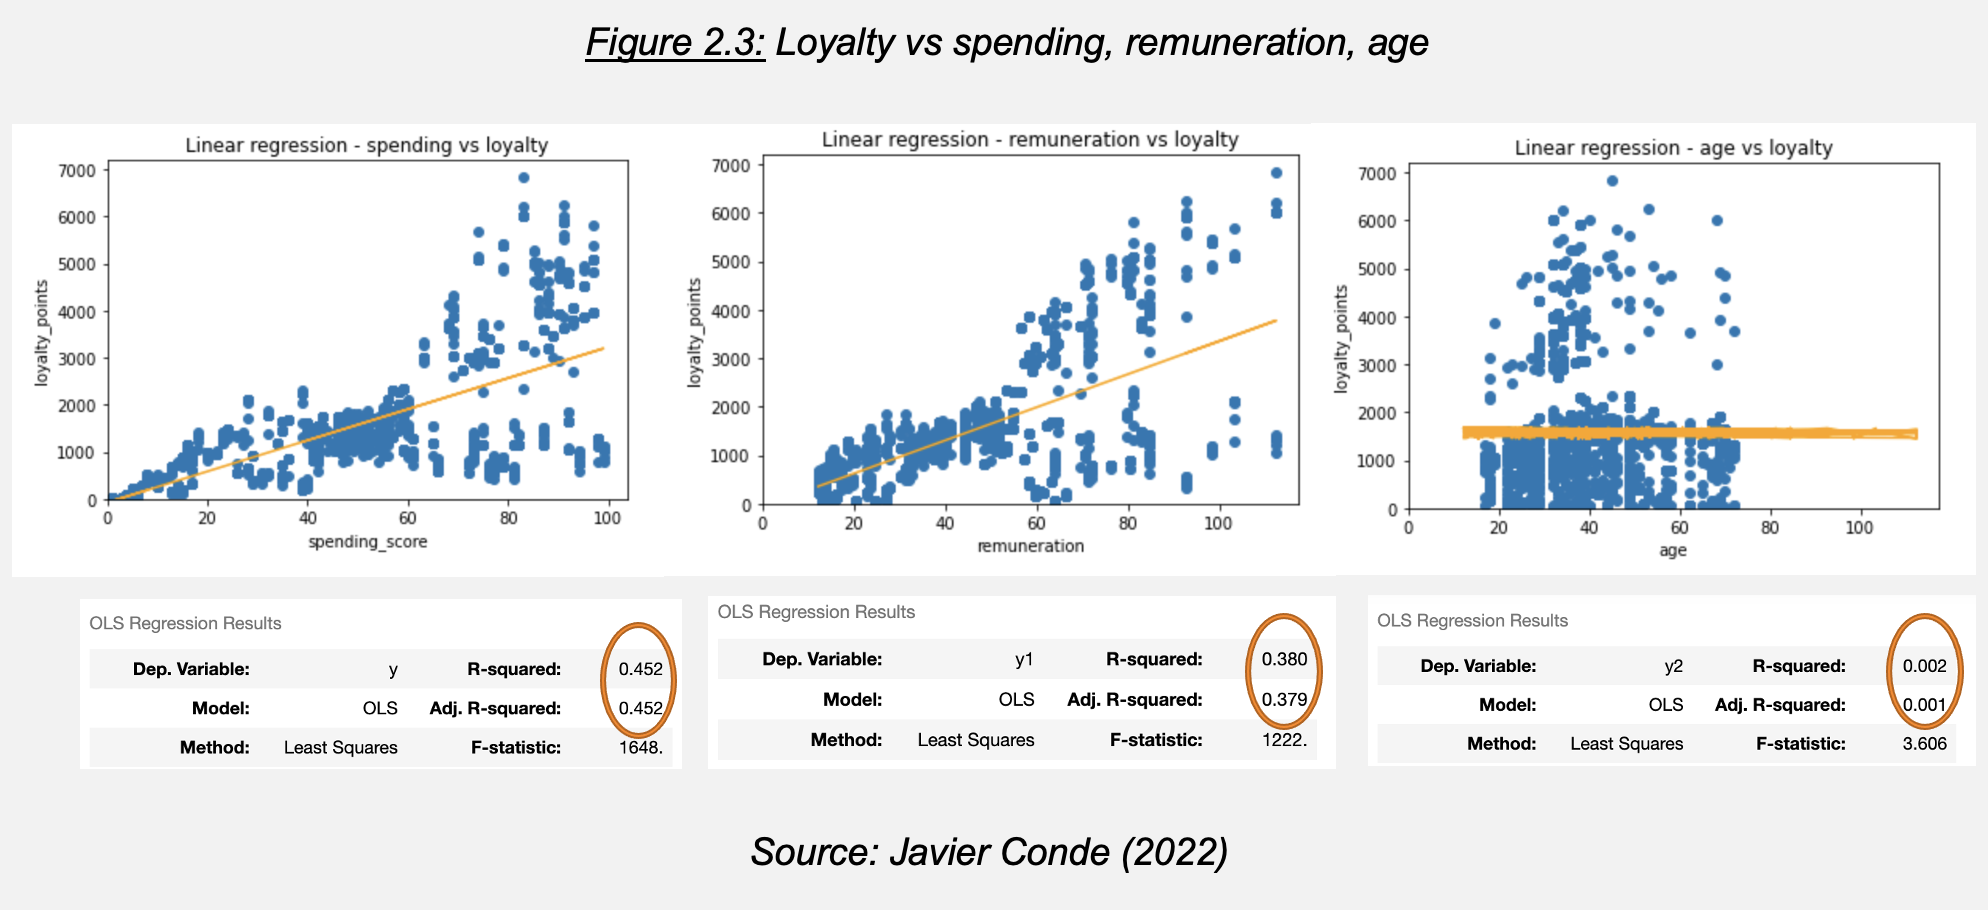 Figure 2.3: Loyalty vs spending, remuneration, age
Linear regression - spending vs loyalty
7000
6000
5000
4000
3000
2000
1000
0
loyalty_points
0 20 40 60 80 100
spending_score
Linear regression - remuneration vs loyalty
7000
6000
5000
4000
3000
2000
1000
0
loyalty_points
0 20 40 60 80 100
remuneration
Linear regression - age vs loyalty
7000
6000
5000
4000
3000
2000
1000
0
loyalty_points
0 20 40 60 80 100
age
OLS Regression Results
Dep. Variable: y R-squared: 0.452
Model: OLS Adj. R-squared: 0.452
Method: Least Squares F-statistic: 1648.
OLS Regression Results
Dep. Variable: y1 R-squared: 0.380
Model: OLS Adj. R-squared: 0.379
Method: Least Squares F-statistic: 1222.
OLS Regression Results
Dep. Variable: y2 R-squared: 0.002
Model: OLS Adj. R-squared: 0.001
Method: Least Squares F-statistic: 3.606
Source: Javier Conde (2022)